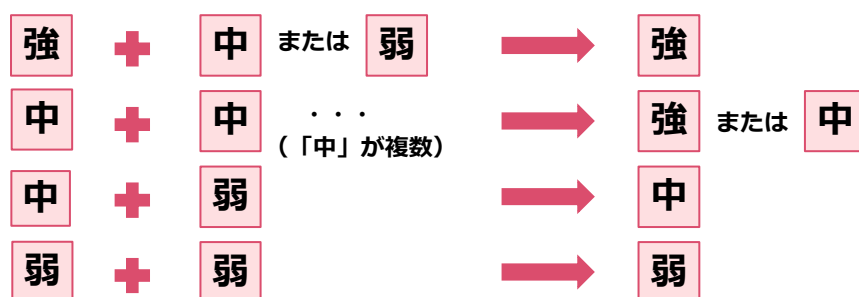 強 中 または 弱 強
中 中 ・・・ 強 または 中
（「中」が複数）
中 弱 中
弱 弱 弱